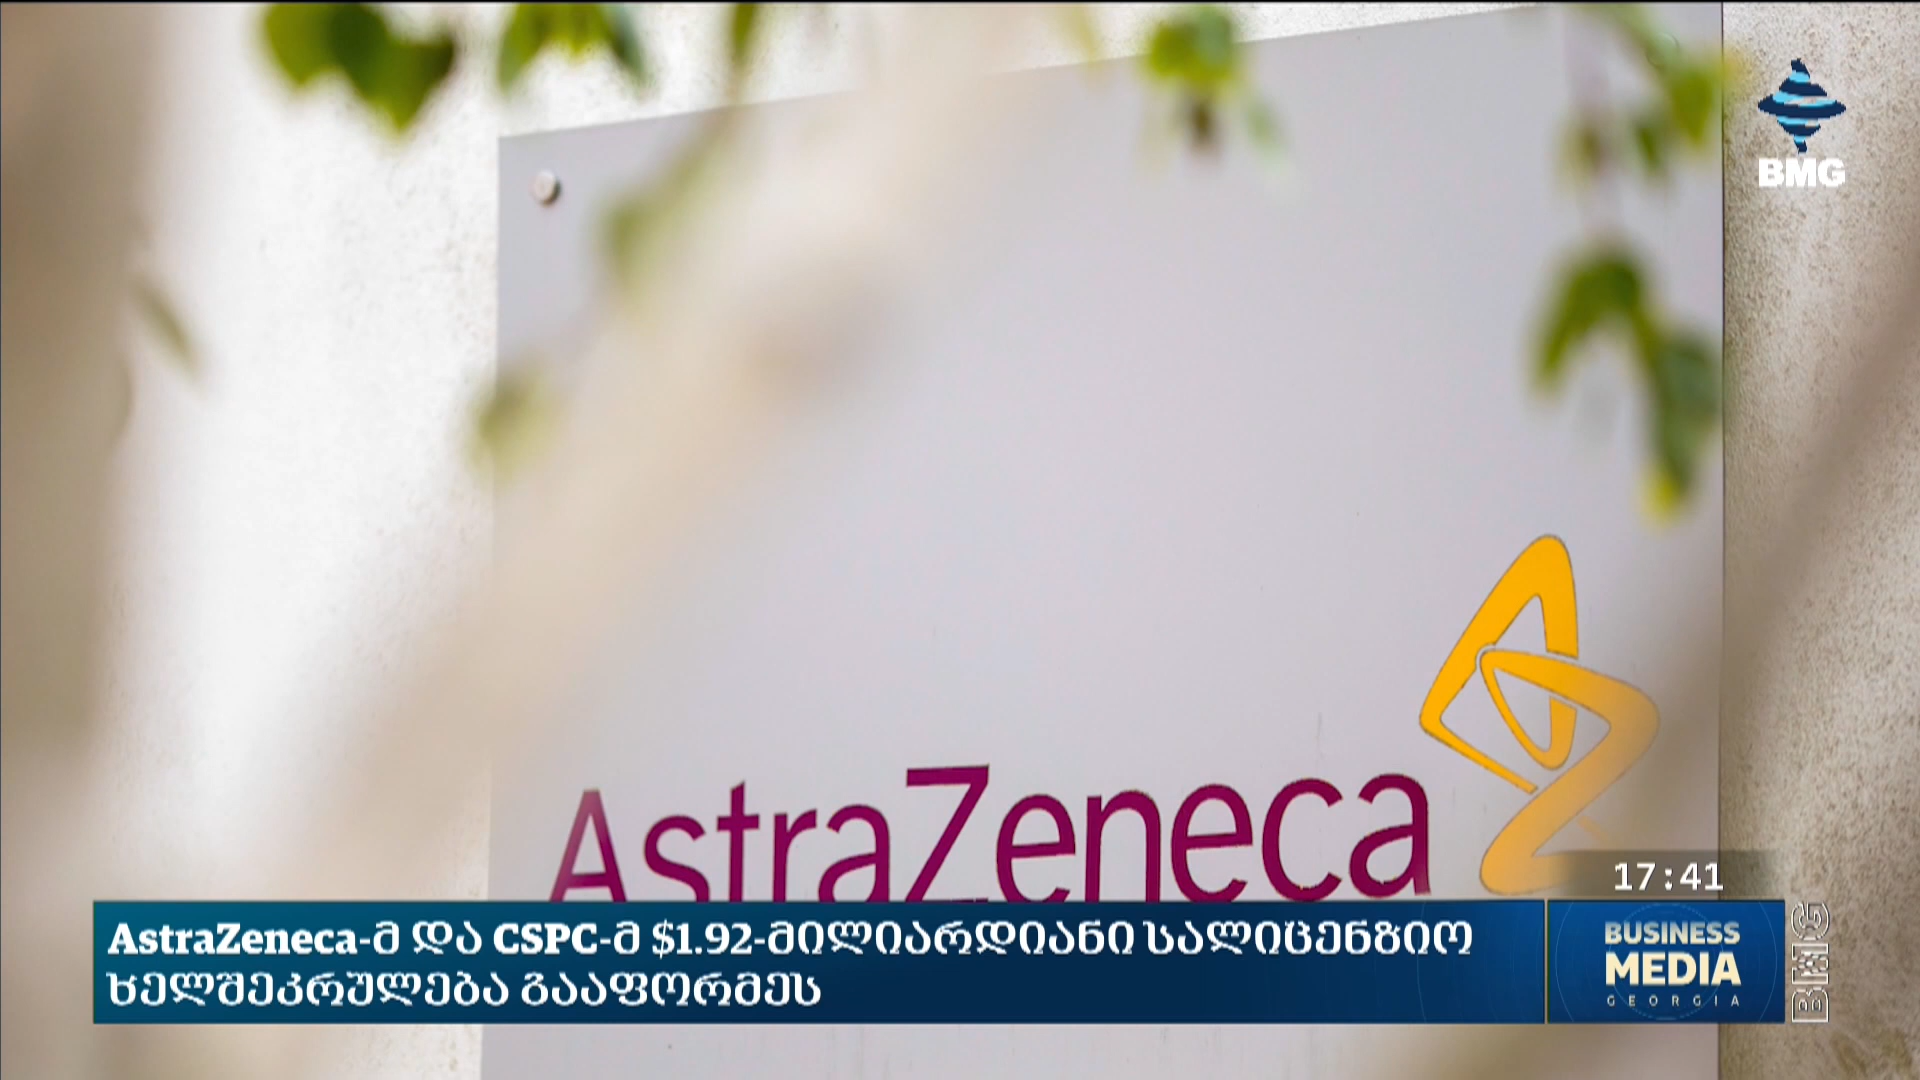 BMG
AstraZeneca
17:41
AstraZeneca-მ და CSPC-მ $1.92-მილიარდიანი სალიცენზიო
ხელშეკრულება გააფორმეს
BUSINESS
MEDIA
GEORGIA
BMG